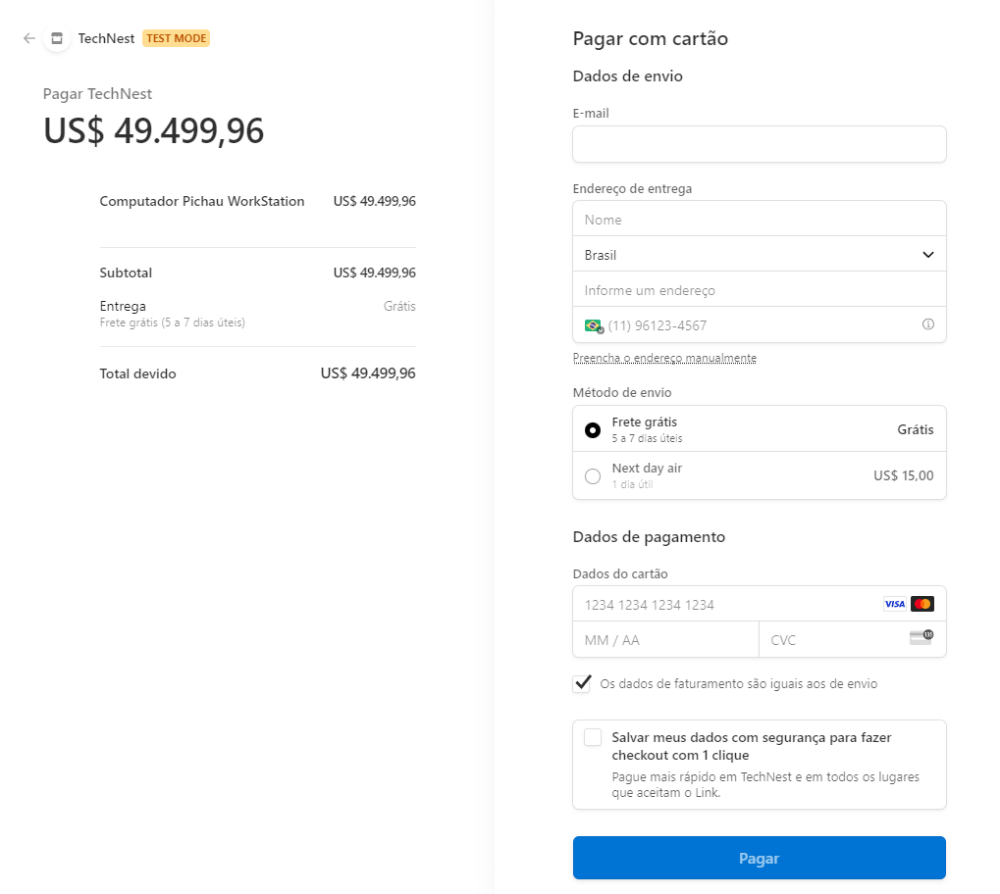 TechNest TEST MODE
Pagar TechNest
US$ 49.499,96
Computador Pichau WorkStation US$ 49.499,96
Subtotal US$ 49.499,96
Entrega Grátis
Frete grátis (5 a 7 dias úteis)
Total devido US$ 49.499,96
Pagar com cartão
Dados de envio
E-mail
Endereço de entrega
Nome
Brasil
Informe um endereço
(11) 96123-4567
Preencha o endereço manualmente
Método de envio
Frete grátis Grátis
5 a 7 dias úteis
Next day air US$ 15,00
1 dia útil
Dados de pagamento
Dados do cartão
1234 1234 1234 1234 VISA
MM / AA CVC 135
Os dados de faturamento são iguais aos de envio
Salvar meus dados com segurança para fazer
checkout com 1 clique
Pague mais rápido em TechNest e em todos os lugares
que aceitam o Link.
Pagar